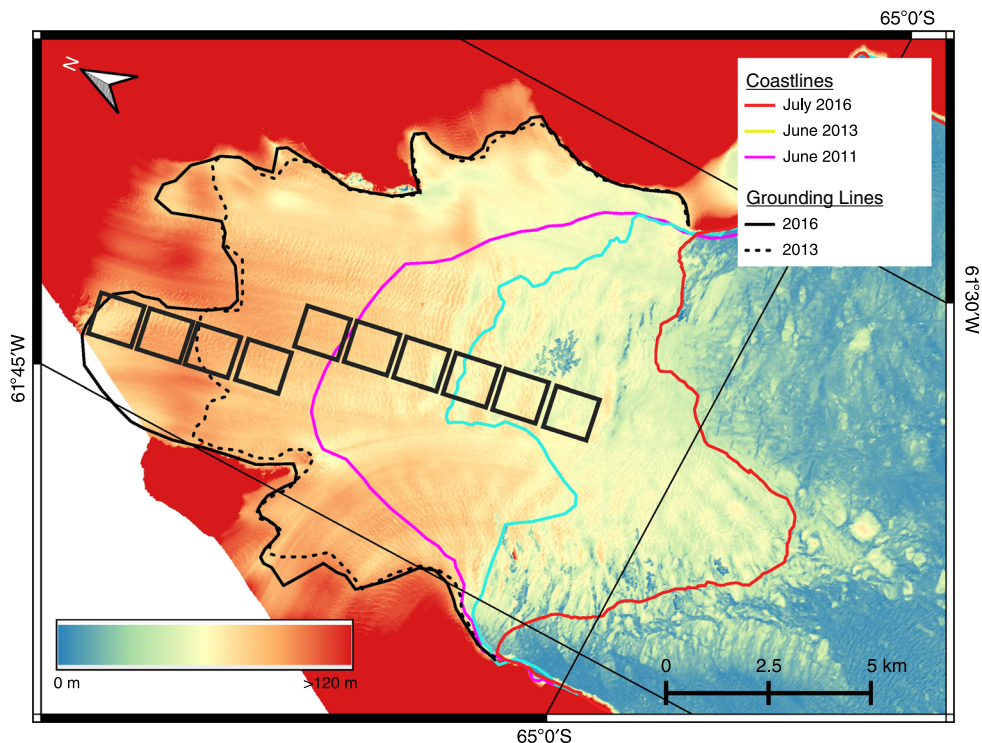 65°0′S
N
Coastlines
July 2016
June 2013
June 2011
Grounding Lines
2016
2013
61°30′W
61°45′W
0 m
>120 m
0
2.5
5 km
65°0′S